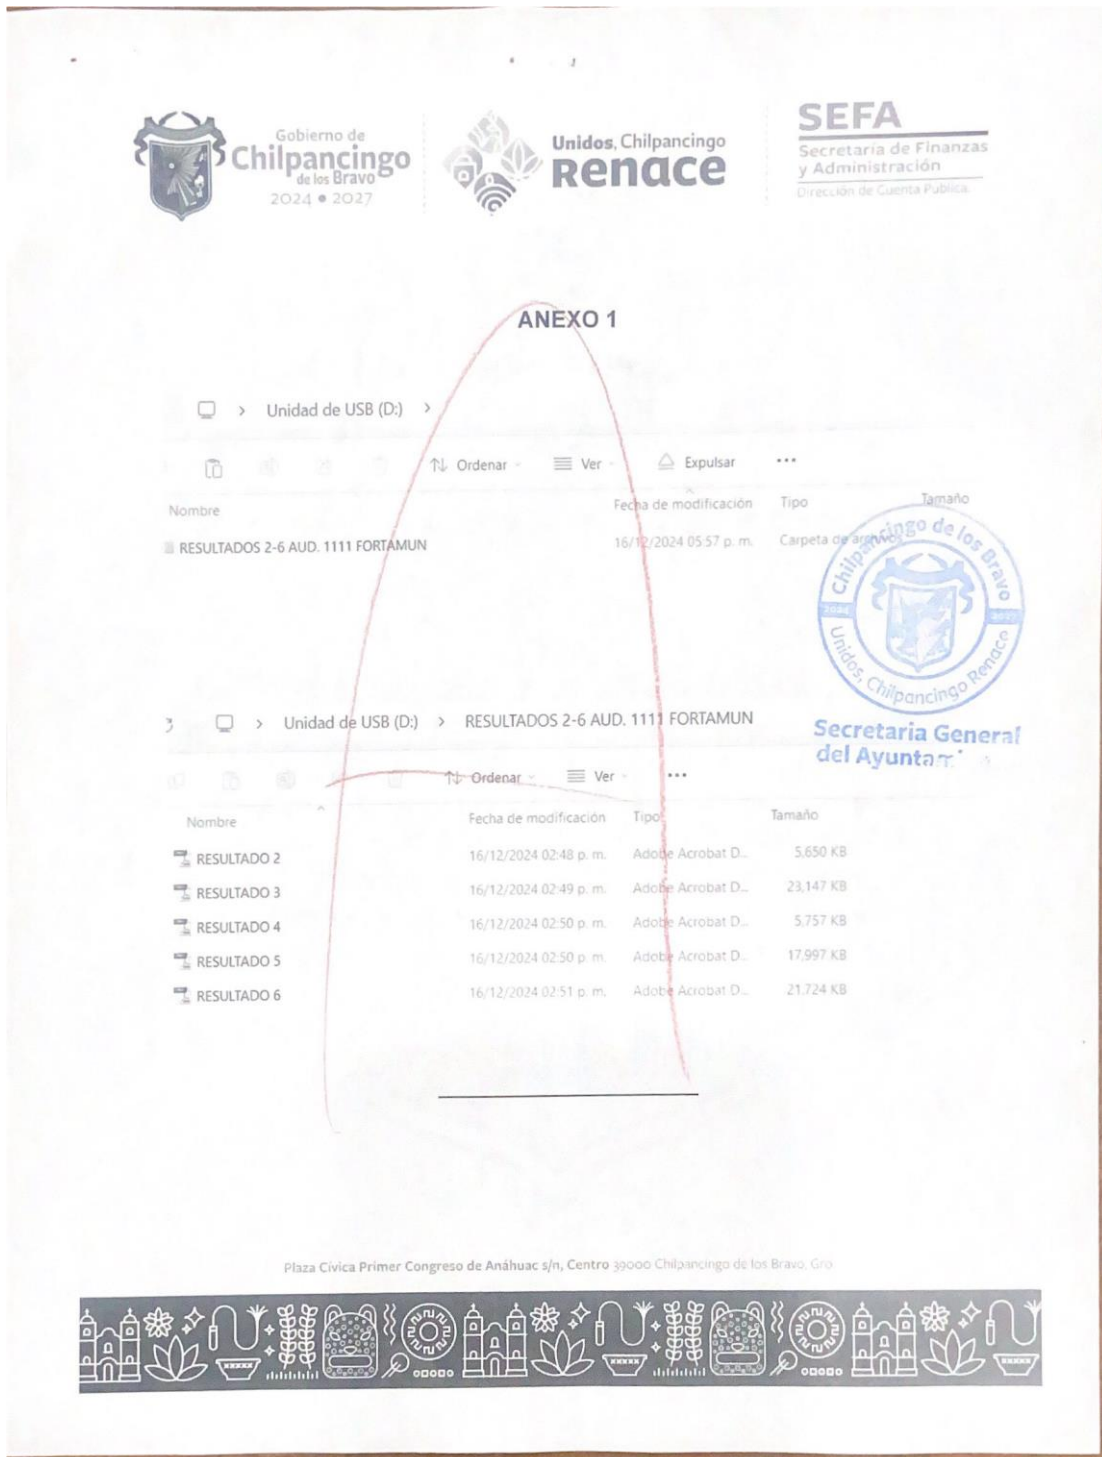 Gobierno de
Chilpancingo
de los Bravo
2024 • 2027
Unidos, Chilpancingo
Renace
SEFA
Secretaría de Finanzas
y Administración
Dirección de Cuenta Pública.
ANEXO 1
> Unidad de USB (D:) >
Ordenar Ver Expulsar ...
Nombre Fecha de modificación Tipo Tamaño
RESULTADOS 2-6 AUD. 1111 FORTAMUN 16/12/2024 05:57 p. m. Carpeta de archivos
Chilpancingo de los Bravo
2024 2027
Unidos, Chilpancingo Renace
Secretaria General
del
> Unidad de USB (D:) > RESULTADOS 2-6 AUD. 1111 FORTAMUN
Ordenar Ver ...
Nombre Fecha de modificación Tipo Tamaño
RESULTADO 2 16/12/2024 02:48 p. m. Adobe Acrobat D... 5,650 KB
RESULTADO 3 16/12/2024 02:49 p. m. Adobe Acrobat D... 23,147 KB
RESULTADO 4 16/12/2024 02:50 p. m. Adobe Acrobat D... 5,757 KB
RESULTADO 5 16/12/2024 02:50 p. m. Adobe Acrobat D... 17,997 KB
RESULTADO 6 16/12/2024 02:51 p. m. Adobe Acrobat D... 21,724 KB
Plaza Cívica Primer Congreso de Anáhuac s/n, Centro 39000 Chilpancingo de los Bravo, Gro